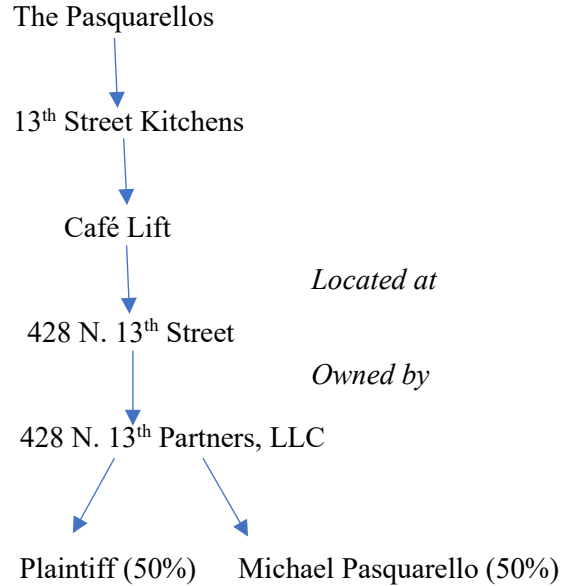 The Pasquarellos
13th Street Kitchens
Café Lift
Located at
428 N. 13th Street
Owned by
428 N. 13th Partners, LLC
Plaintiff (50%) Michael Pasquarello (50%)